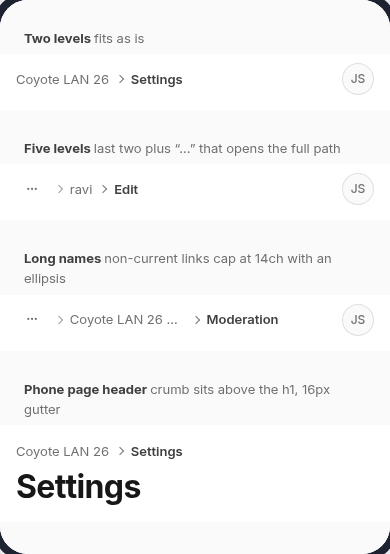 Two levels fits as is
Coyote LAN 26 > Settings JS
Five levels last two plus “…” that opens the full path
… > ravi > Edit JS
Long names non-current links cap at 14ch with an
ellipsis
… > Coyote LAN 26 … > Moderation JS
Phone page header crumb sits above the h1, 16px
gutter
Coyote LAN 26 > Settings
Settings